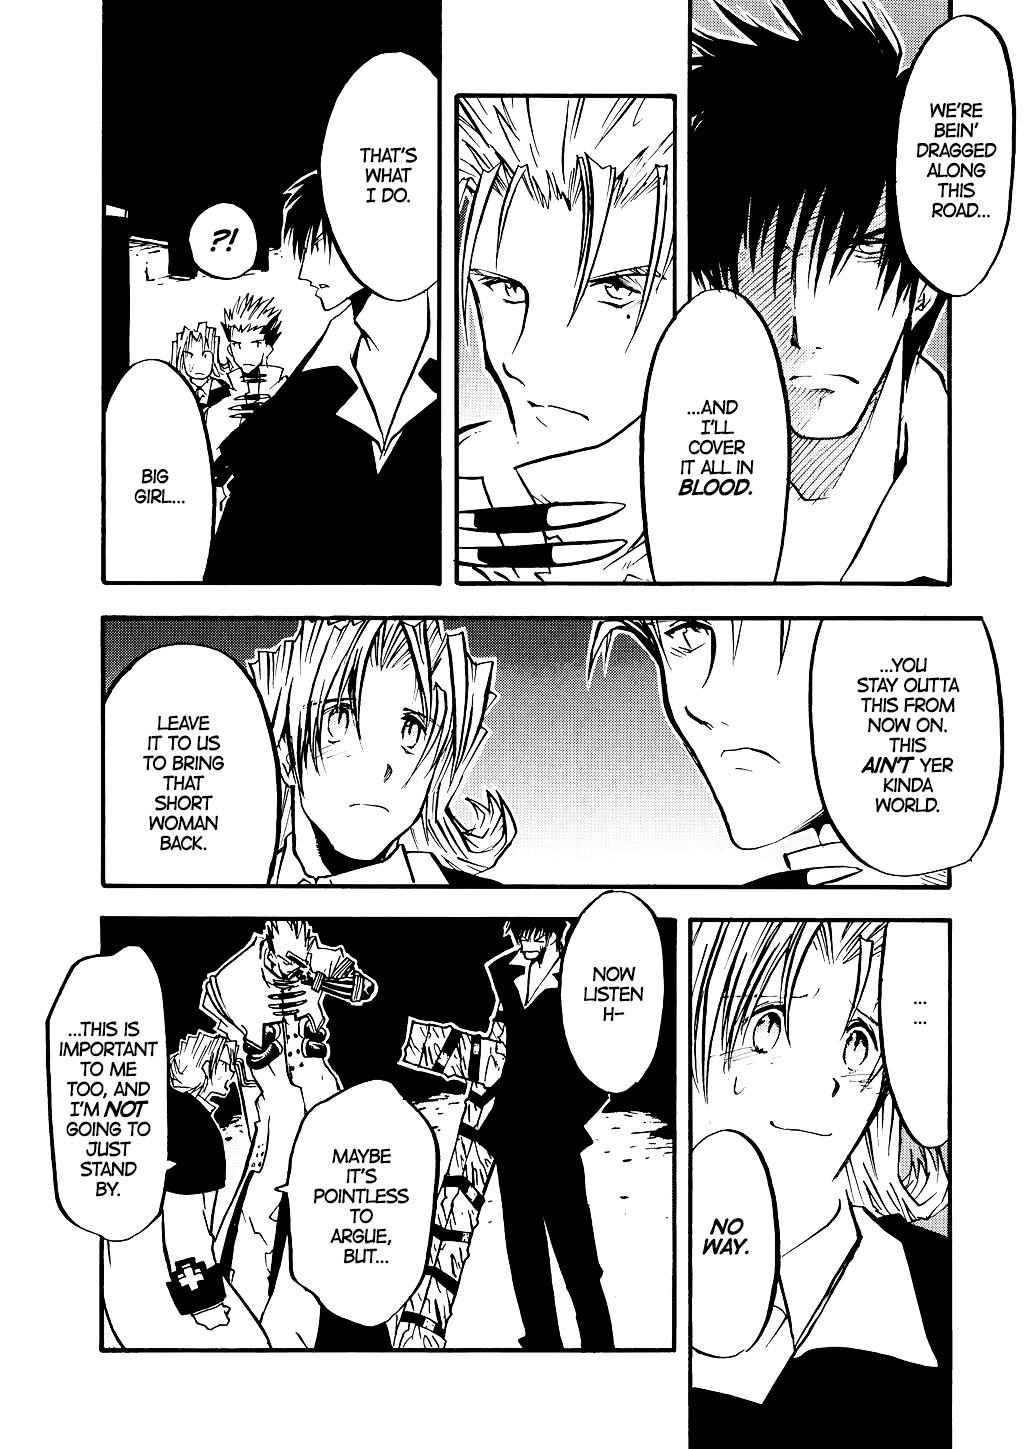 WE'RE
BEIN'
DRAGGED
ALONG
THIS
ROAD...
...AND
I'LL
COVER
IT ALL IN
BLOOD.
THAT'S
WHAT
I DO.
?!
BIG
GIRL...
...YOU
STAY OUTTA
THIS FROM
NOW ON.
THIS
AIN'T YER
KINDA
WORLD.
LEAVE
IT TO US
TO BRING
THAT
SHORT
WOMAN
BACK.
...
...
NO
WAY.
NOW
LISTEN
H-
MAYBE
IT'S
POINTLESS
TO
ARGUE,
BUT...
...THIS IS
IMPORTANT
TO ME
TOO, AND
I'M NOT
GOING TO
JUST
STAND
BY.